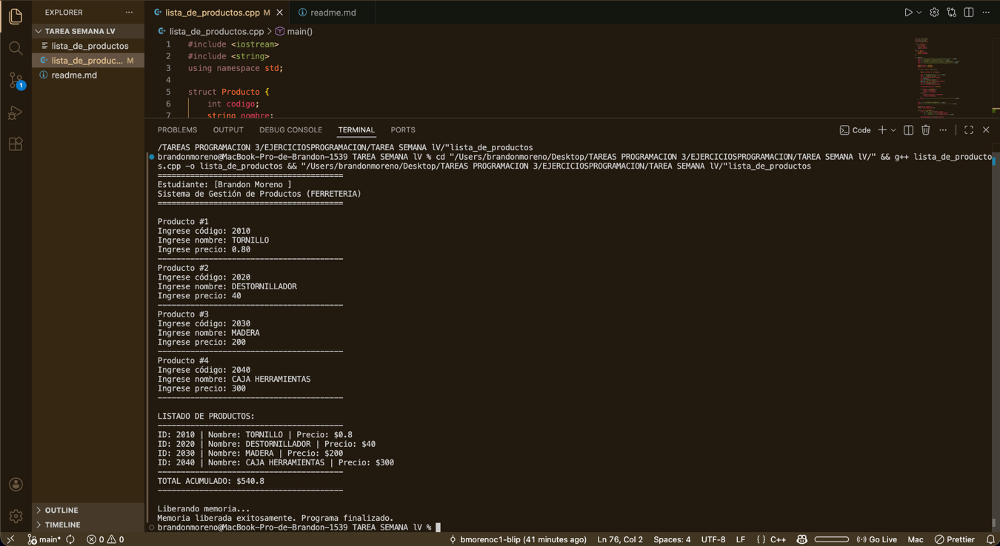 EXPLORER
···
lista_de_productos.cpp M
readme.md
TAREA SEMANA LV
lista_de_productos
lista_de_produc... M
readme.md
1
lista_de_productos.cpp > main()
1 #include <iostream>
2 #include <string>
3 using namespace std;
4
5 struct Producto {
6 int codigo;
7 string nombre;
PROBLEMS OUTPUT DEBUG CONSOLE TERMINAL PORTS
Code
/TAREAS PROGRAMACION 3/EJERCICIOSPROGRAMACION/TAREA SEMANA lV/"lista_de_productos
brandonmoreno@MacBook-Pro-de-Brandon-1539 TAREA SEMANA lV % cd "/Users/brandonmoreno/Desktop/TAREAS PROGRAMACION 3/EJERCICIOSPROGRAMACION/TAREA SEMANA lV/" && g++ lista_de_producto
s.cpp -o lista_de_productos && "/Users/brandonmoreno/Desktop/TAREAS PROGRAMACION 3/EJERCICIOSPROGRAMACION/TAREA SEMANA lV/"lista_de_productos
========================================
Estudiante: [Brandon Moreno ]
Sistema de Gestión de Productos (FERRETERIA)
========================================
Producto #1
Ingrese código: 2010
Ingrese nombre: TORNILLO
Ingrese precio: 0.80
----------------------------------------
Producto #2
Ingrese código: 2020
Ingrese nombre: DESTORNILLADOR
Ingrese precio: 40
----------------------------------------
Producto #3
Ingrese código: 2030
Ingrese nombre: MADERA
Ingrese precio: 200
----------------------------------------
Producto #4
Ingrese código: 2040
Ingrese nombre: CAJA HERRAMIENTAS
Ingrese precio: 300
----------------------------------------
LISTADO DE PRODUCTOS:
----------------------------------------
ID: 2010 | Nombre: TORNILLO | Precio: $0.8
ID: 2020 | Nombre: DESTORNILLADOR | Precio: $40
ID: 2030 | Nombre: MADERA | Precio: $200
ID: 2040 | Nombre: CAJA HERRAMIENTAS | Precio: $300
----------------------------------------
TOTAL ACUMULADO: $540.8
----------------------------------------
Liberando memoria...
Memoria liberada exitosamente. Programa finalizado.
brandonmoreno@MacBook-Pro-de-Brandon-1539 TAREA SEMANA lV %
OUTLINE
TIMELINE
main* 0 0 bmorenoc1-blip (41 minutes ago) Ln 76, Col 2 Spaces: 4 UTF-8 LF { } C++ Go Live Mac Prettier